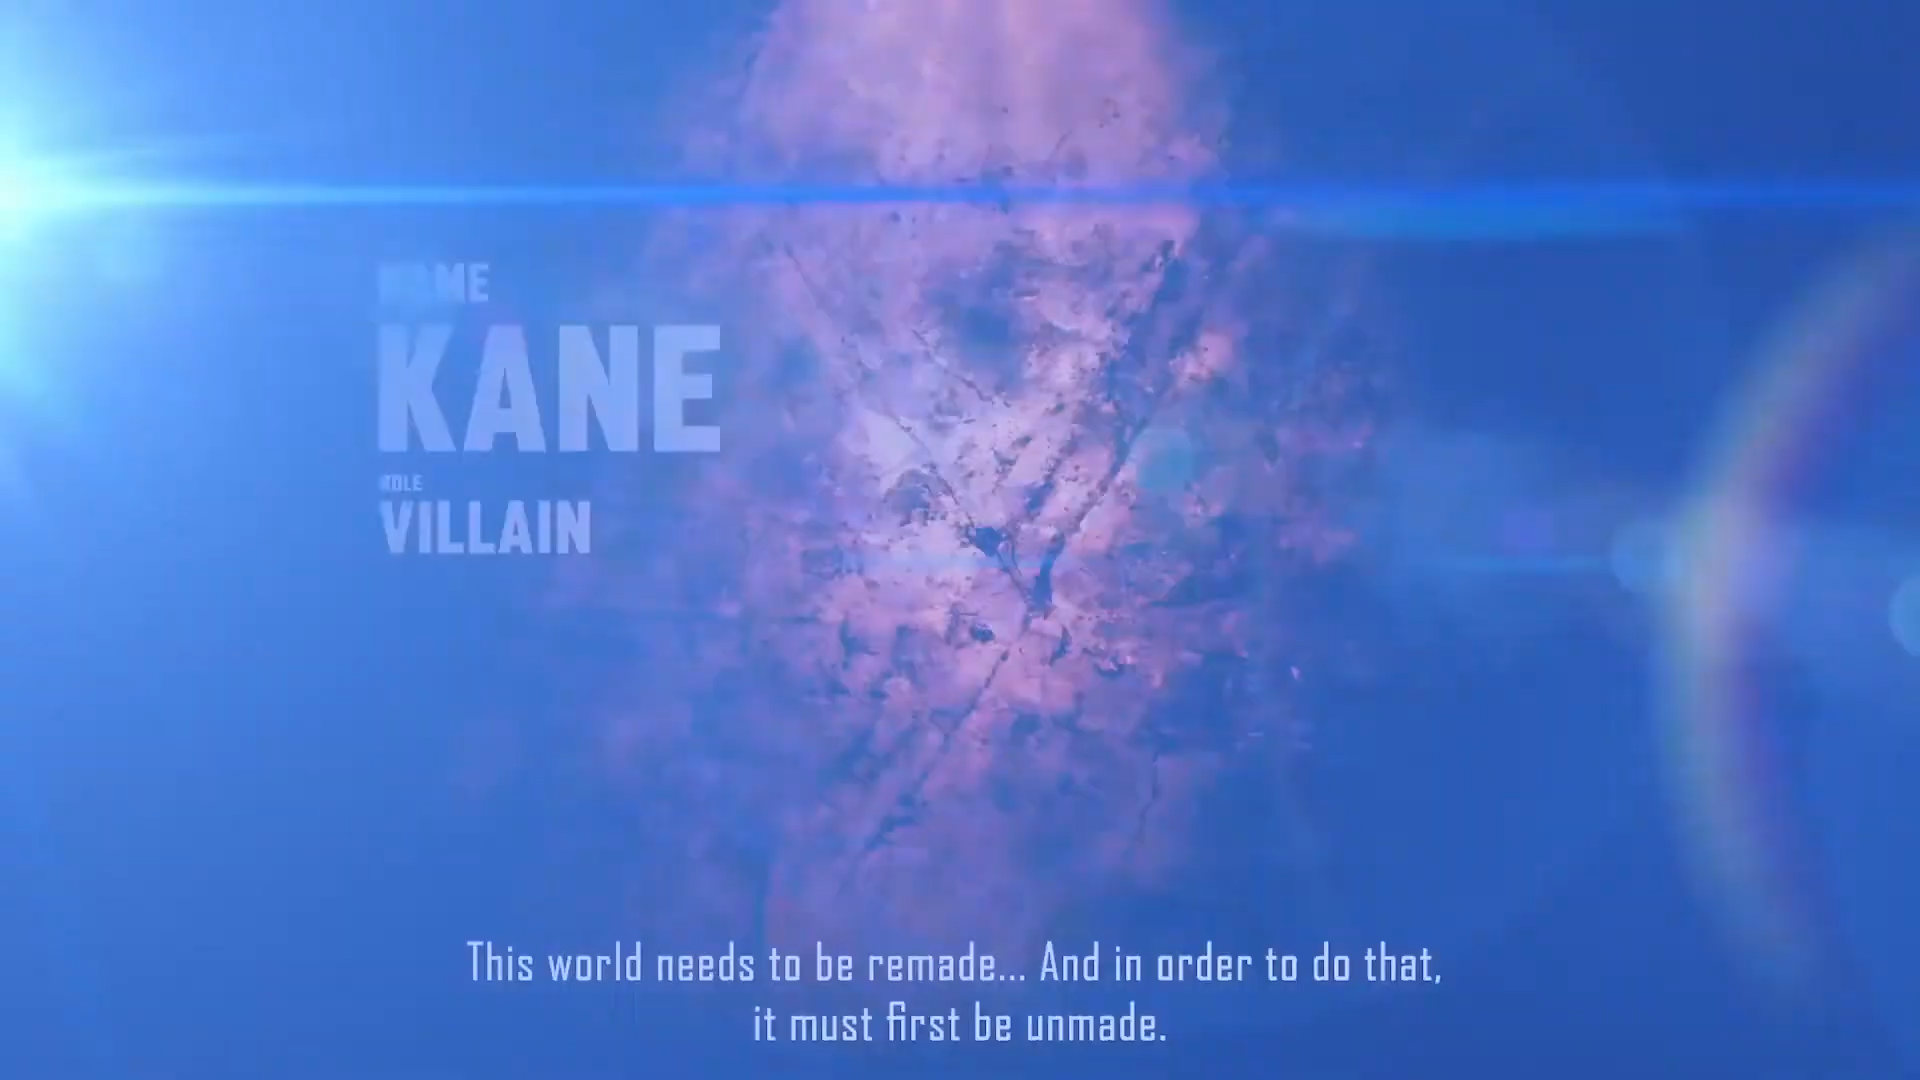 NAME
KANE
ROLE
VILLAIN
This world needs to be remade... And in order to do that,
it must first be unmade.